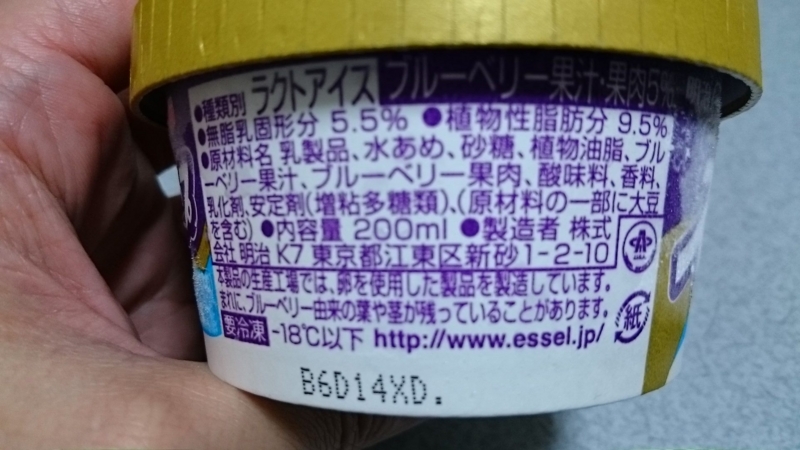 ●種類別 ラクトアイス ブルーベリー果汁・果肉5%
●無脂乳固形分 5.5% ●植物性脂肪分 9.5%
●原材料名 乳製品、水あめ、砂糖、植物油脂、ブル
ーベリー果汁、ブルーベリー果肉、酸味料、香料、
乳化剤、安定剤(増粘多糖類)、(原材料の一部に大豆
を含む) ●内容量 200ml ●製造者 株式
会社 明治 K7 東京都江東区新砂1-2-10
本製品の生産工場では、卵を使用した製品を製造しています。
まれに、ブルーベリー由来の葉や茎が残っていることがあります。
要冷凍 -18℃以下 http://www.essel.jp/
紙
B6D14XD.